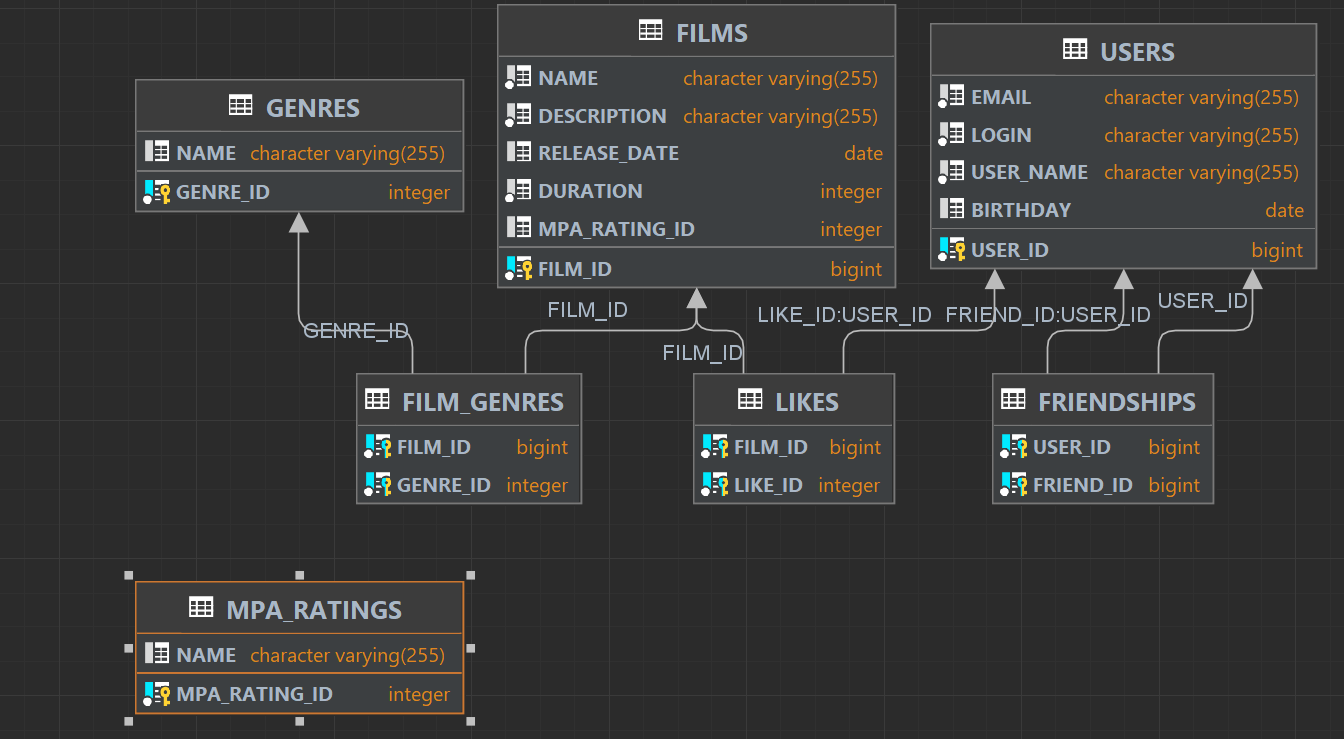 GENRES
NAME character varying(255)
GENRE_ID integer
FILMS
NAME character varying(255)
DESCRIPTION character varying(255)
RELEASE_DATE date
DURATION integer
MPA_RATING_ID integer
FILM_ID bigint
USERS
EMAIL character varying(255)
LOGIN character varying(255)
USER_NAME character varying(255)
BIRTHDAY date
USER_ID bigint
GENRE_ID
FILM_ID
FILM_ID
LIKE_ID:USER_ID
FRIEND_ID:USER_ID
USER_ID
FILM_GENRES
FILM_ID bigint
GENRE_ID integer
LIKES
FILM_ID bigint
LIKE_ID integer
FRIENDSHIPS
USER_ID bigint
FRIEND_ID bigint
MPA_RATINGS
NAME character varying(255)
MPA_RATING_ID integer